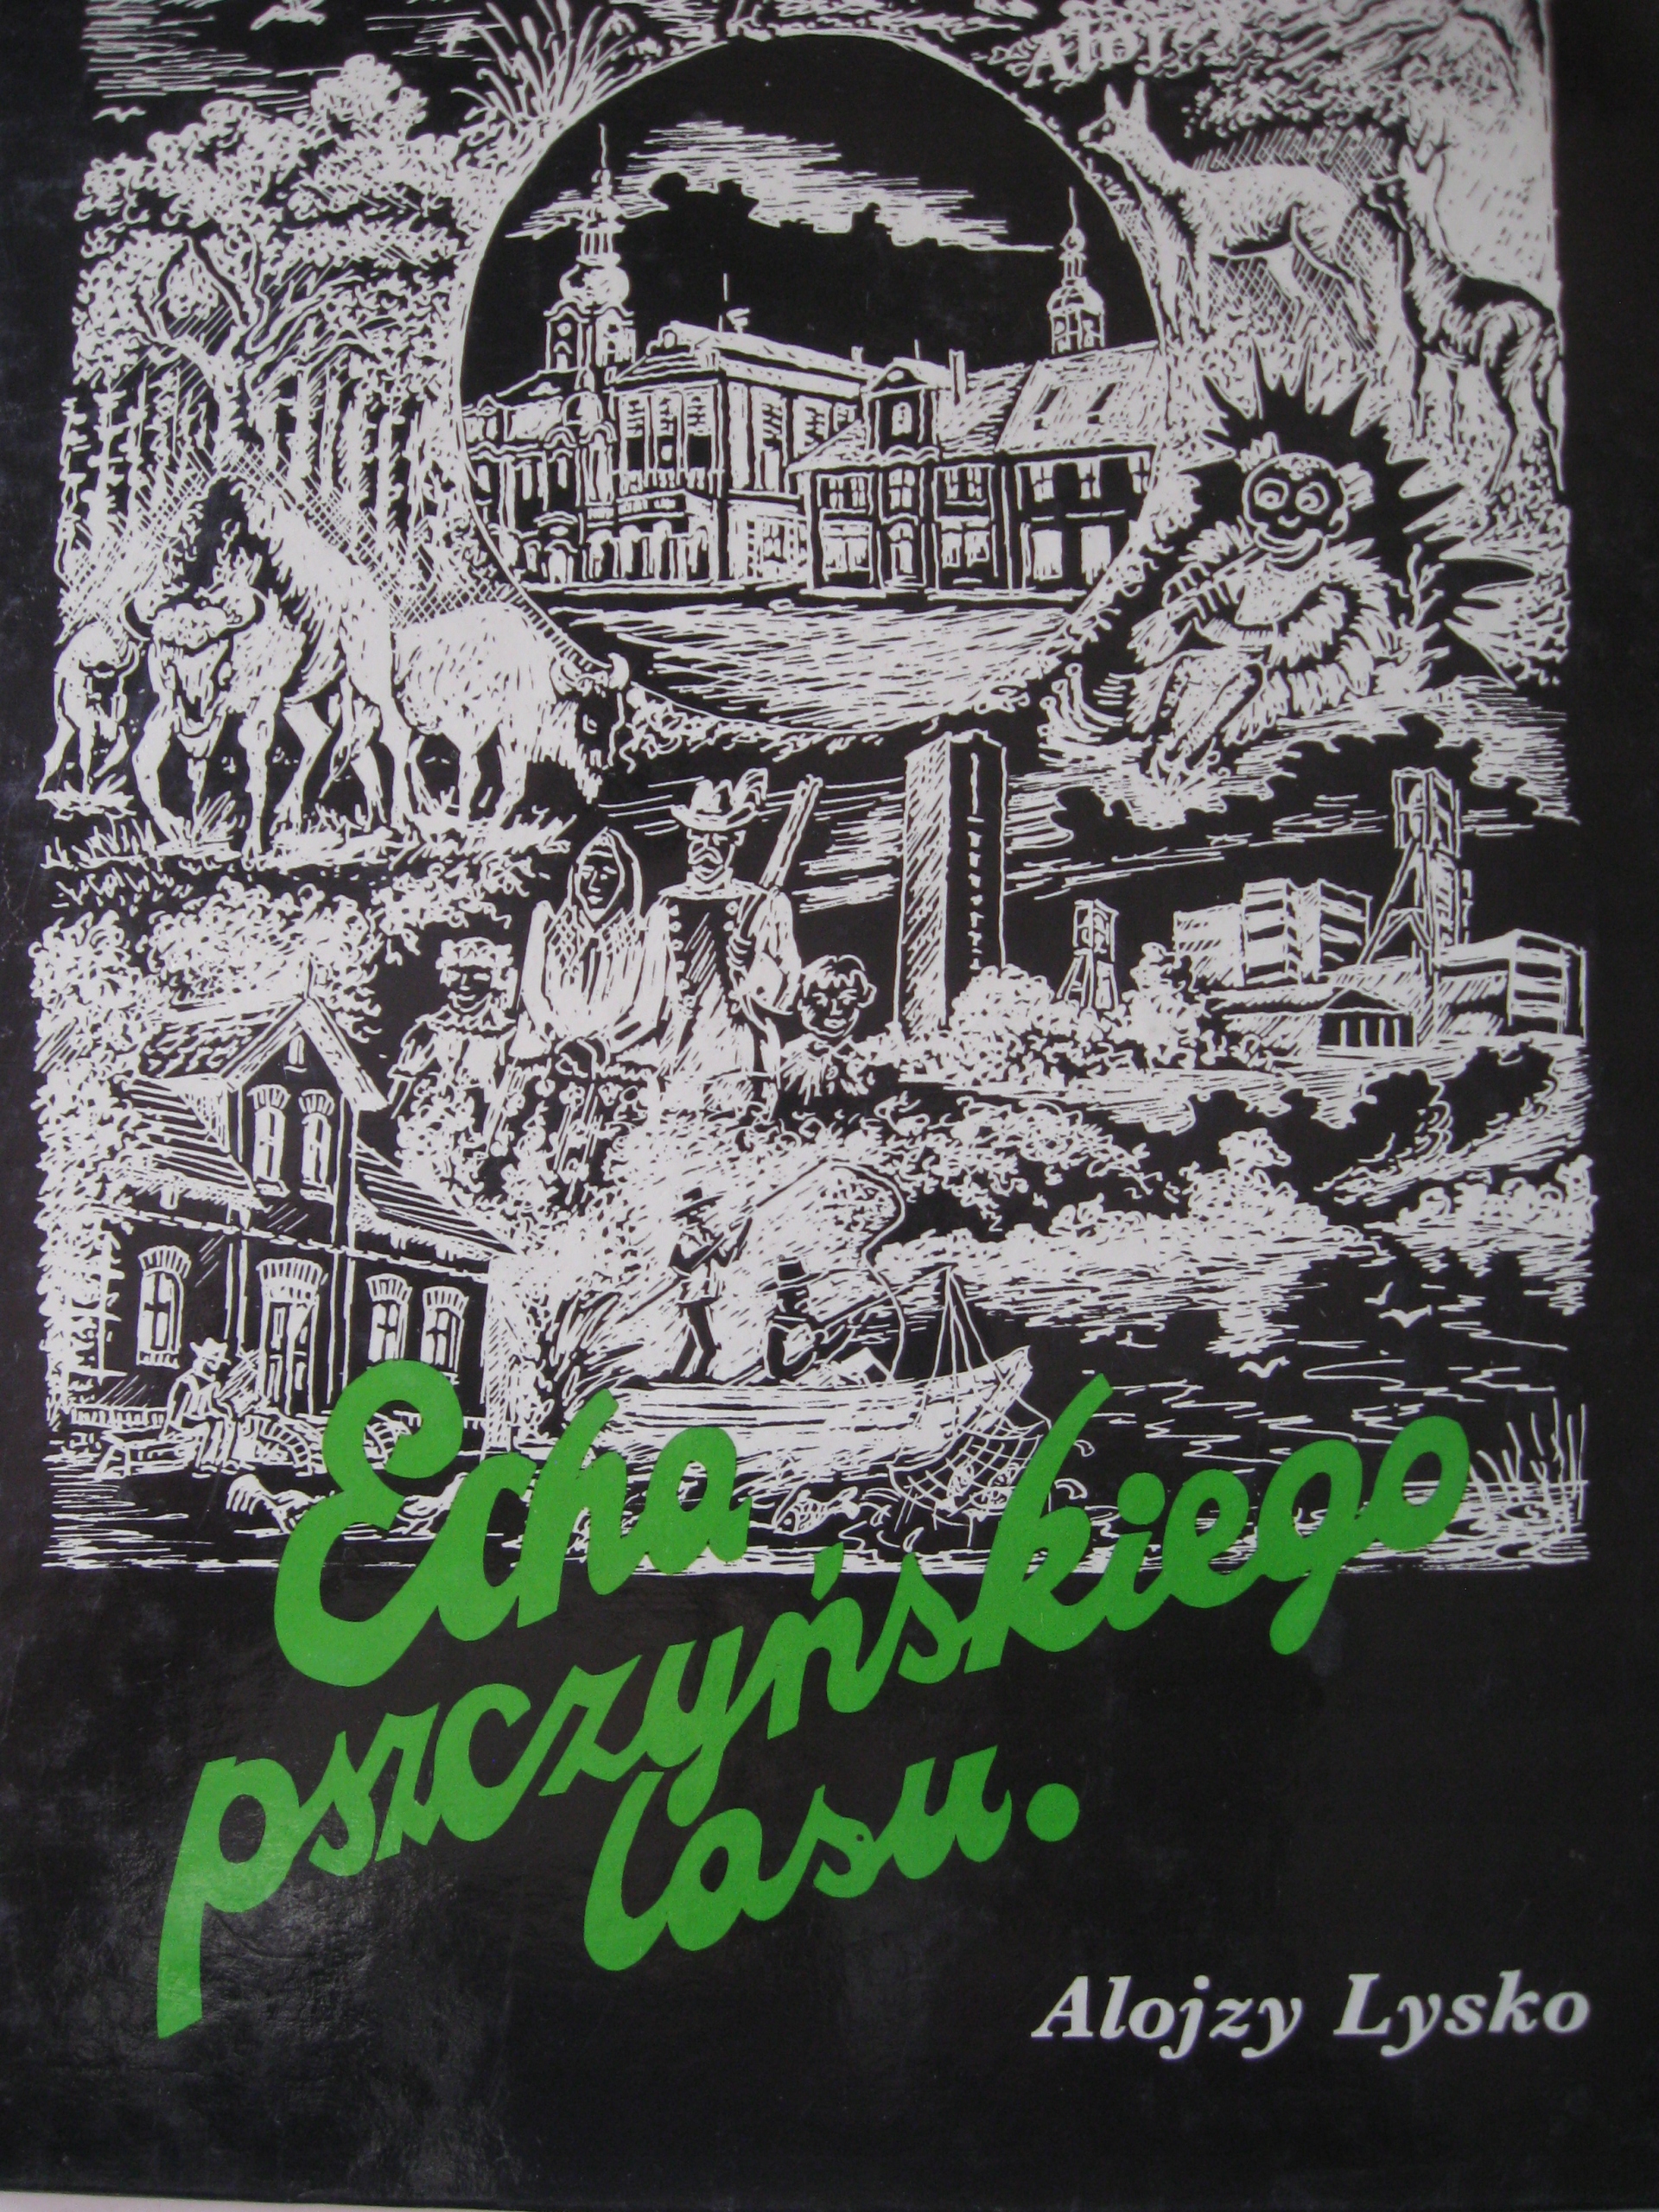 Echa
pszczyńskiego
lasu.
Alojzy Lysko